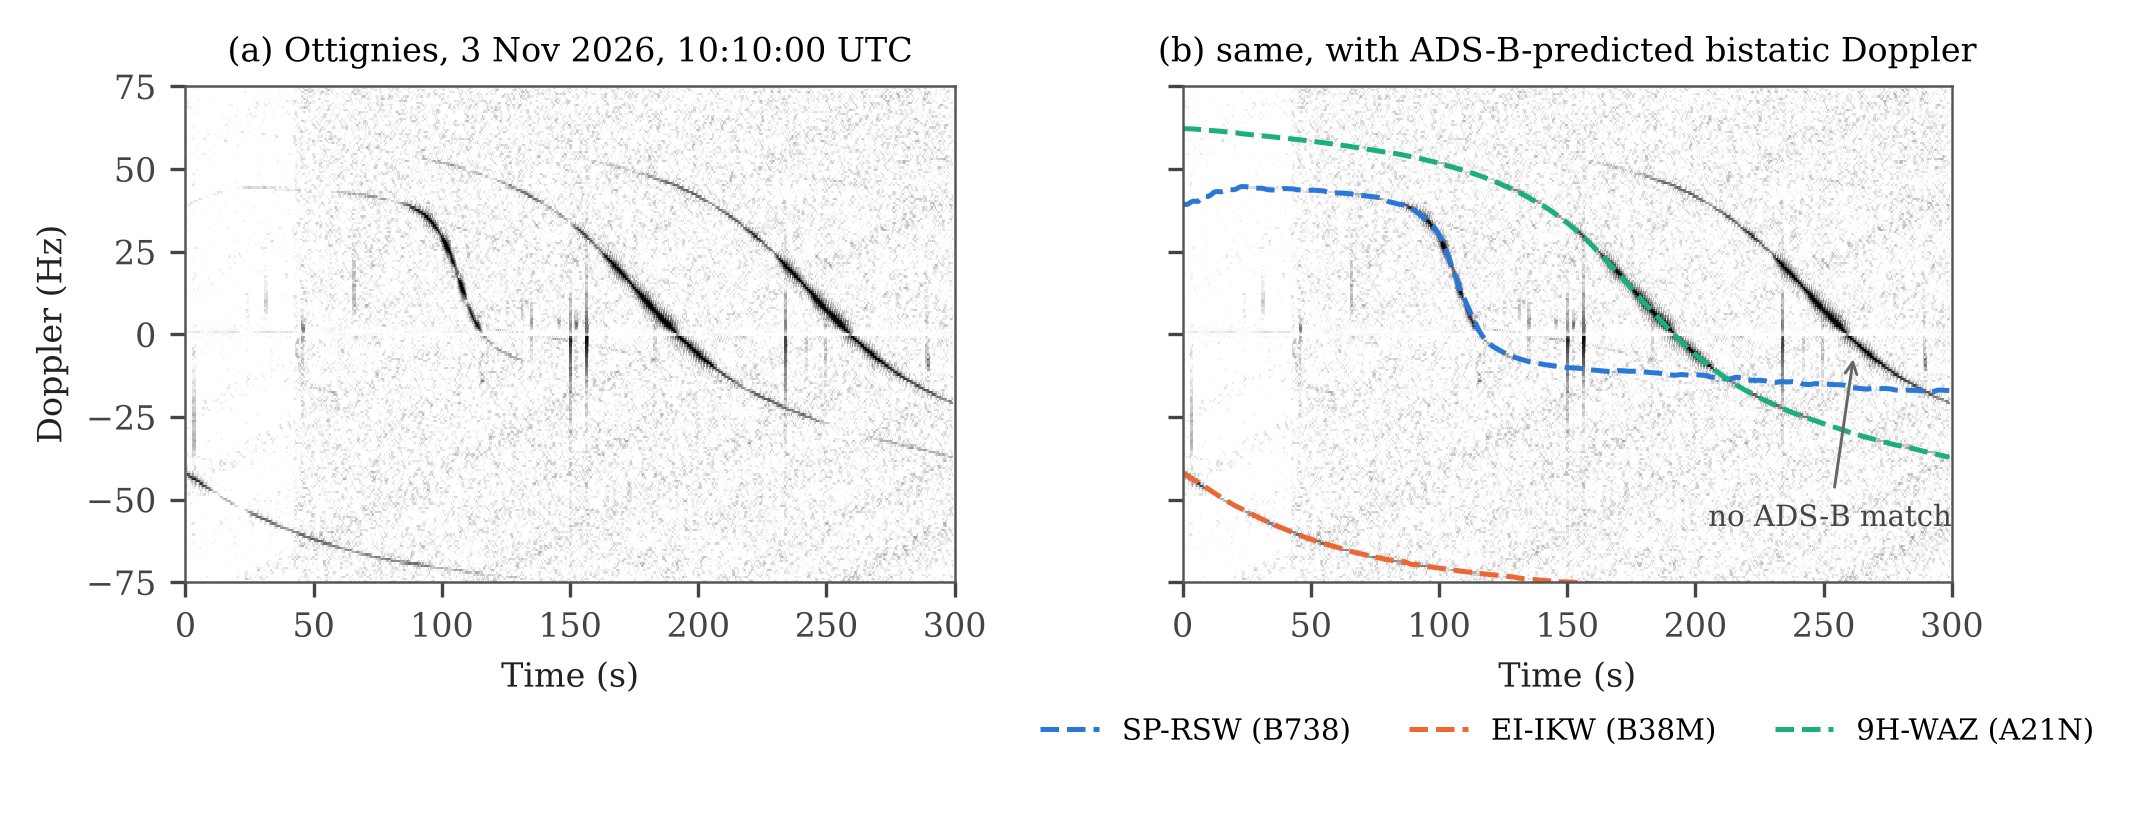 (a) Ottignies, 3 Nov 2026, 10:10:00 UTC
75
50
25
0
−25
−50
−75
Doppler (Hz)
0 50 100 150 200 250 300
Time (s)
(b) same, with ADS-B-predicted bistatic Doppler
no ADS-B match
0 50 100 150 200 250 300
Time (s)
SP-RSW (B738) EI-IKW (B38M) 9H-WAZ (A21N)